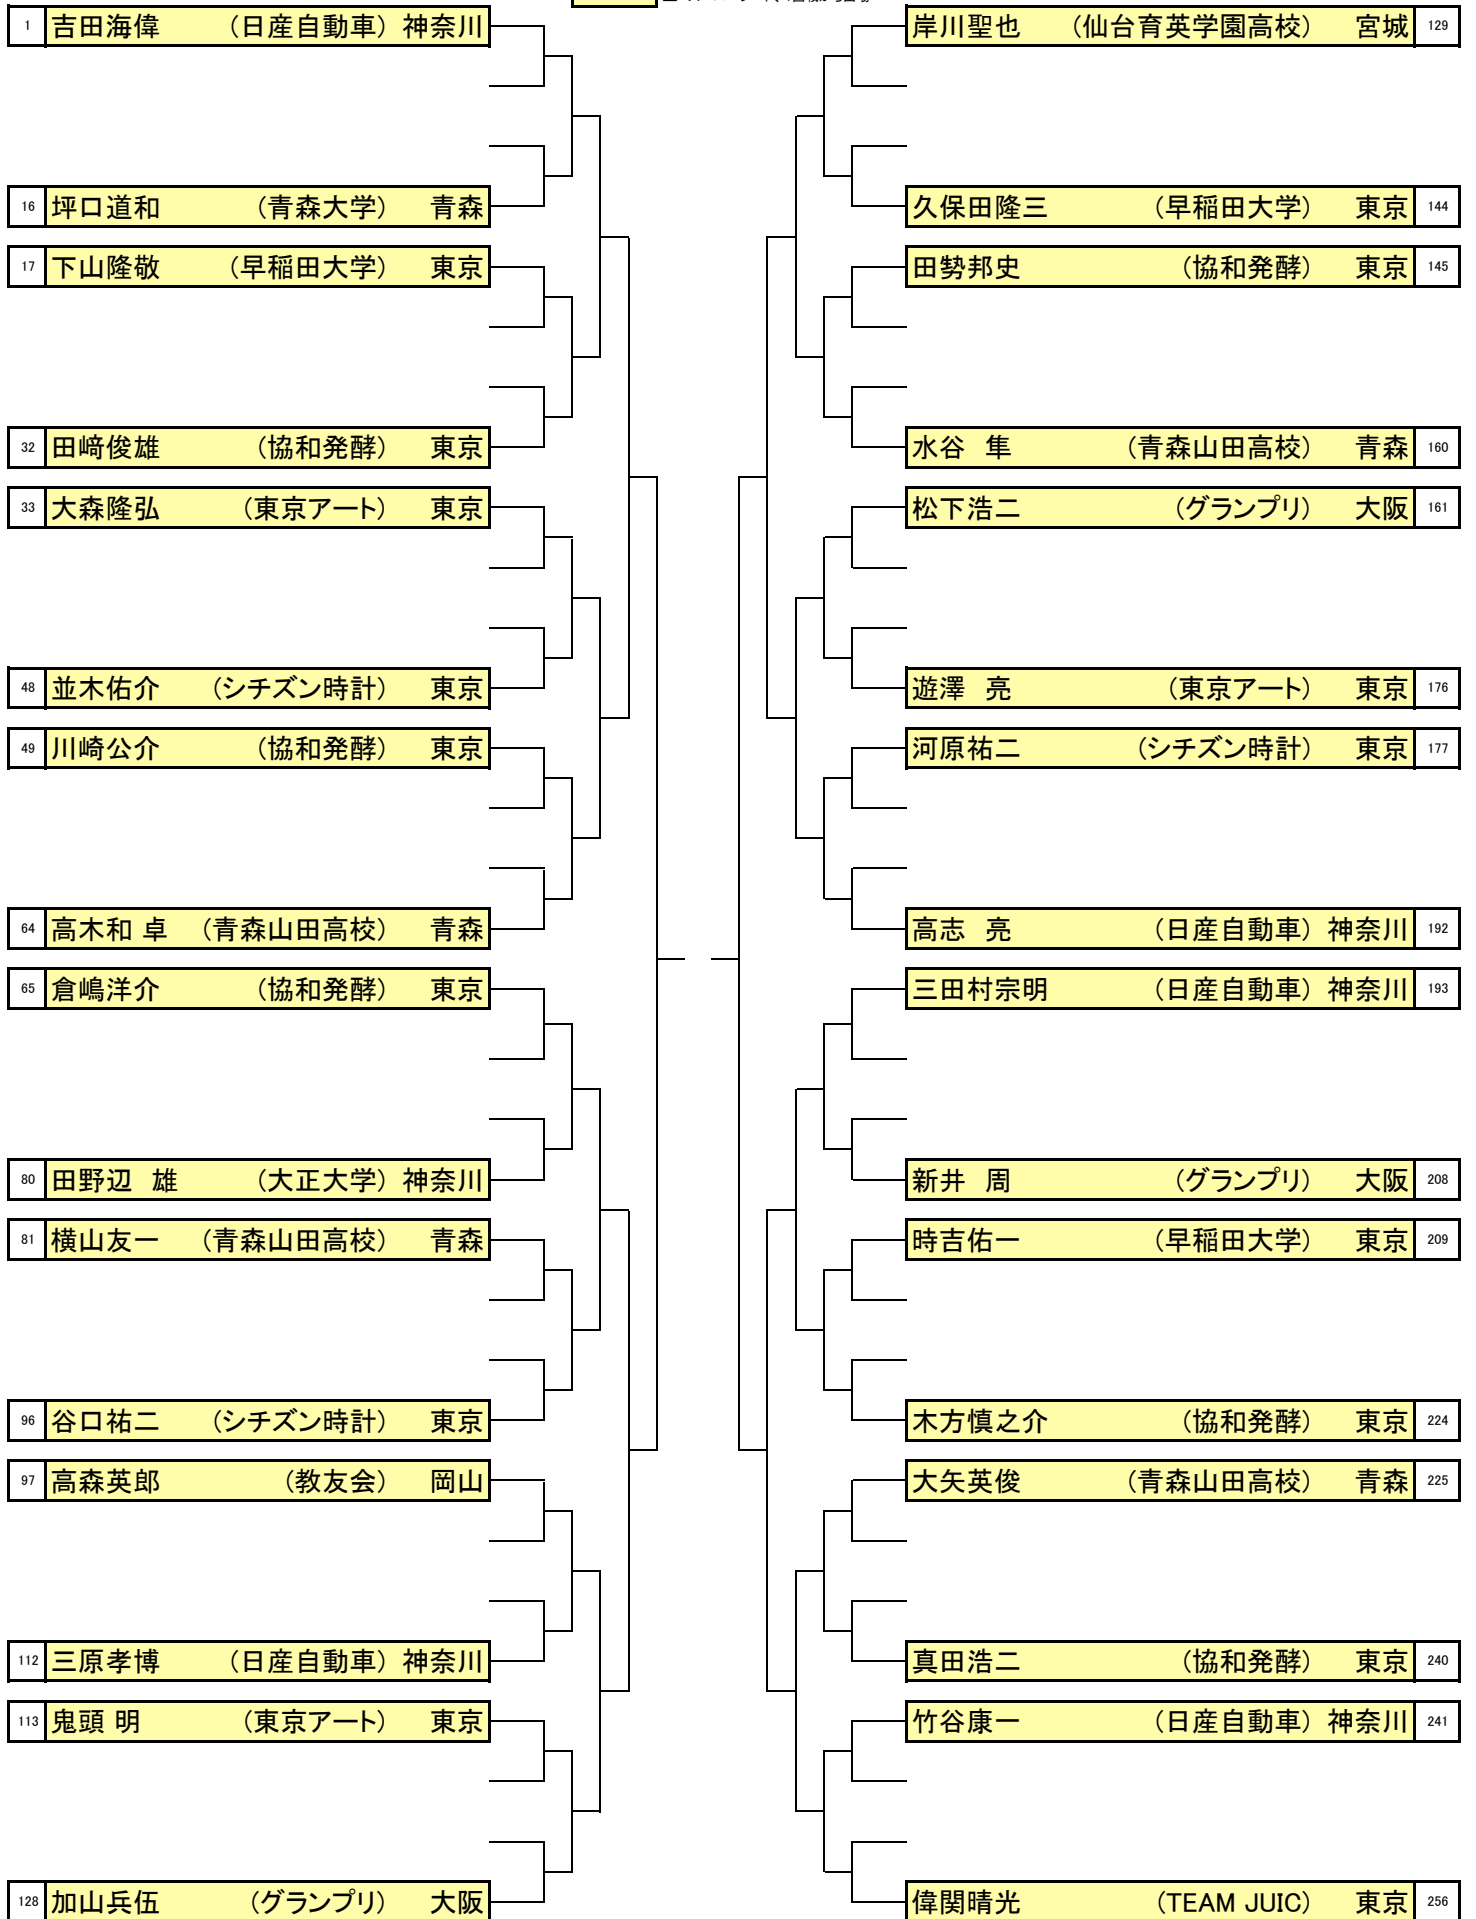 1 吉田海偉 （日産自動車） 神奈川
16 坪口道和 （青森大学） 青森
17 下山隆敬 （早稲田大学） 東京
32 田﨑俊雄 （協和発酵） 東京
33 大森隆弘 （東京アート） 東京
48 並木佑介 （シチズン時計） 東京
49 川崎公介 （協和発酵） 東京
64 高木和 卓 （青森山田高校） 青森
65 倉嶋洋介 （協和発酵） 東京
80 田野辺 雄 （大正大学） 神奈川
81 横山友一 （青森山田高校） 青森
96 谷口祐二 （シチズン時計） 東京
97 高森英郎 （教友会） 岡山
112 三原孝博 （日産自動車） 神奈川
113 鬼頭 明 （東京アート） 東京
128 加山兵伍 （グランプリ） 大阪
岸川聖也 （仙台育英学園高校） 宮城 129
久保田隆三 （早稲田大学） 東京 144
田勢邦史 （協和発酵） 東京 145
水谷 隼 （青森山田高校） 青森 160
松下浩二 （グランプリ） 大阪 161
遊澤 亮 （東京アート） 東京 176
河原祐二 （シチズン時計） 東京 177
高志 亮 （日産自動車） 神奈川 192
三田村宗明 （日産自動車） 神奈川 193
新井 周 （グランプリ） 大阪 208
時吉佑一 （早稲田大学） 東京 209
木方慎之介 （協和発酵） 東京 224
大矢英俊 （青森山田高校） 青森 225
真田浩二 （協和発酵） 東京 240
竹谷康一 （日産自動車） 神奈川 241
偉関晴光 （TEAM JUIC） 東京 256